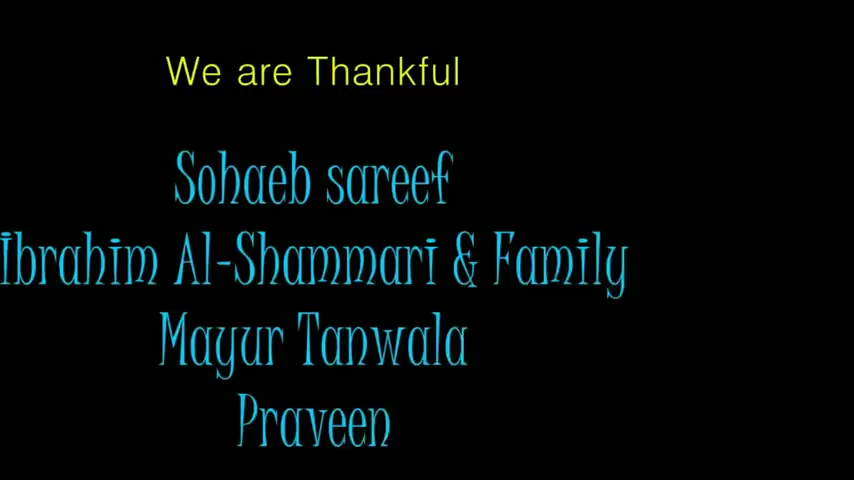 We are Thankful
Sohaeb sareef
Ibrahim Al-Shammari & Family
Mayur Tanwala
Praveen